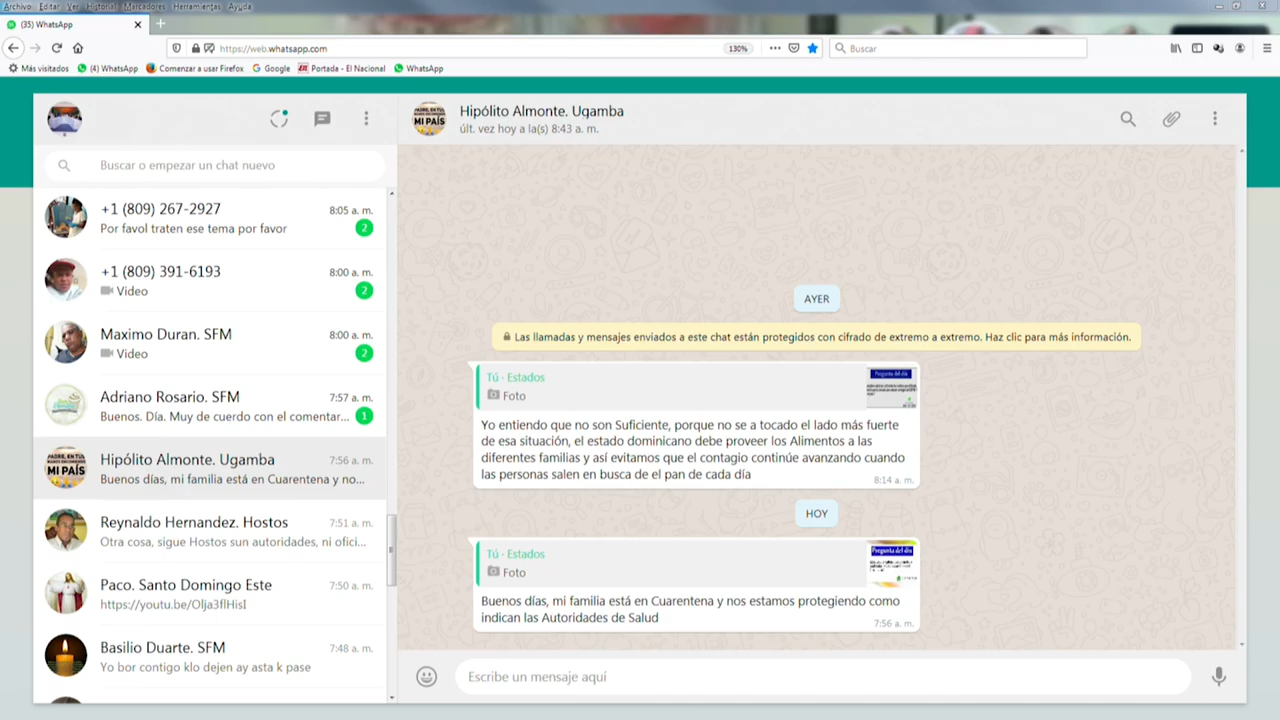 Archivo Editar Ver Historial Marcadores Herramientas Ayuda
(35) WhatsApp
https://web.whatsapp.com
130%
Buscar
Más visitados (4) WhatsApp Comenzar a usar Firefox Google Portada - El Nacional WhatsApp
Buscar o empezar un chat nuevo
+1 (809) 267-2927 8:05 a. m.
Por favol traten ese tema por favor 2
+1 (809) 391-6193 8:00 a. m.
Video 2
Maximo Duran. SFM 8:00 a. m.
Video 2
Adriano Rosario. SFM 7:57 a. m.
Buenos. Día. Muy de acuerdo con el comentar... 1
Hipólito Almonte. Ugamba 7:56 a. m.
Buenos días, mi familia está en Cuarentena y no...
Reynaldo Hernandez. Hostos 7:51 a. m.
Otra cosa, sigue Hostos sun autoridades, ni ofici...
Paco. Santo Domingo Este 7:50 a. m.
https://youtu.be/Olja3flHisI
Basilio Duarte. SFM 7:48 a. m.
Yo bor contigo klo dejen ay asta k pase
MI PAÍS
Hipólito Almonte. Ugamba
últ. vez hoy a la(s) 8:43 a. m.
AYER
Las llamadas y mensajes enviados a este chat están protegidos con cifrado de extremo a extremo. Haz clic para más información.
Tú · Estados
Foto
Pregunta del día
Yo entiendo que no son Suficiente, porque no se a tocado el lado más fuerte
de esa situación, el estado dominicano debe proveer los Alimentos a las
diferentes familias y así evitamos que el contagio continúe avanzando cuando
las personas salen en busca de el pan de cada día
8:14 a. m.
HOY
Tú · Estados
Foto
Pregunta del día
Buenos días, mi familia está en Cuarentena y nos estamos protegiendo como
indican las Autoridades de Salud
7:56 a. m.
Escribe un mensaje aquí